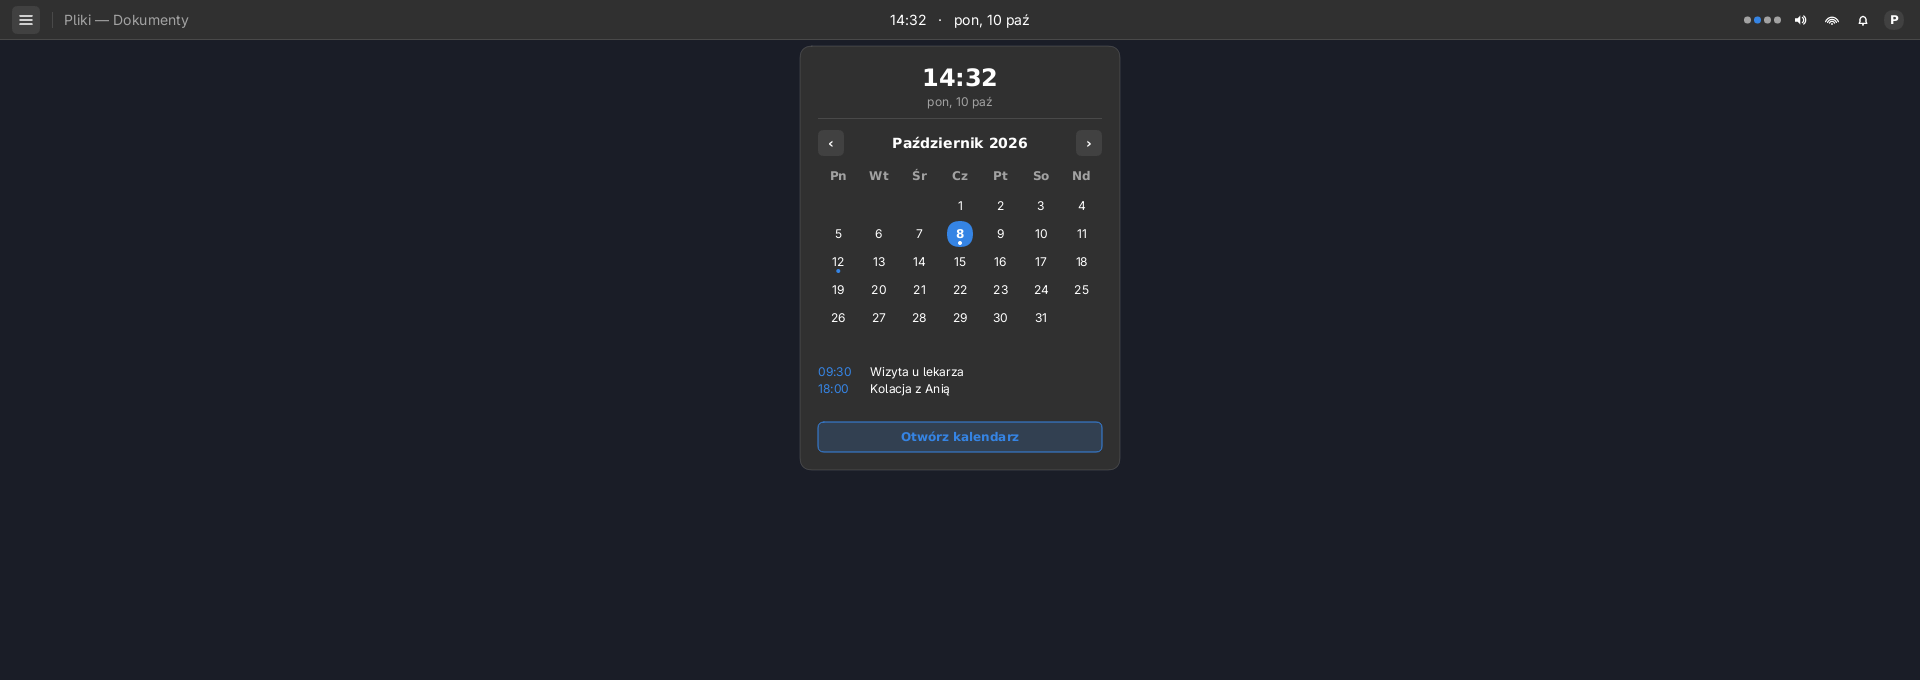 Pliki — Dokumenty
14:32 · pon, 10 paź
P
14:32
pon, 10 paź
‹ Październik 2026 ›
Pn Wt Śr Cz Pt So Nd
1 2 3 4
5 6 7 8 9 10 11
12 13 14 15 16 17 18
19 20 21 22 23 24 25
26 27 28 29 30 31
09:30 Wizyta u lekarza
18:00 Kolacja z Anią
Otwórz kalendarz